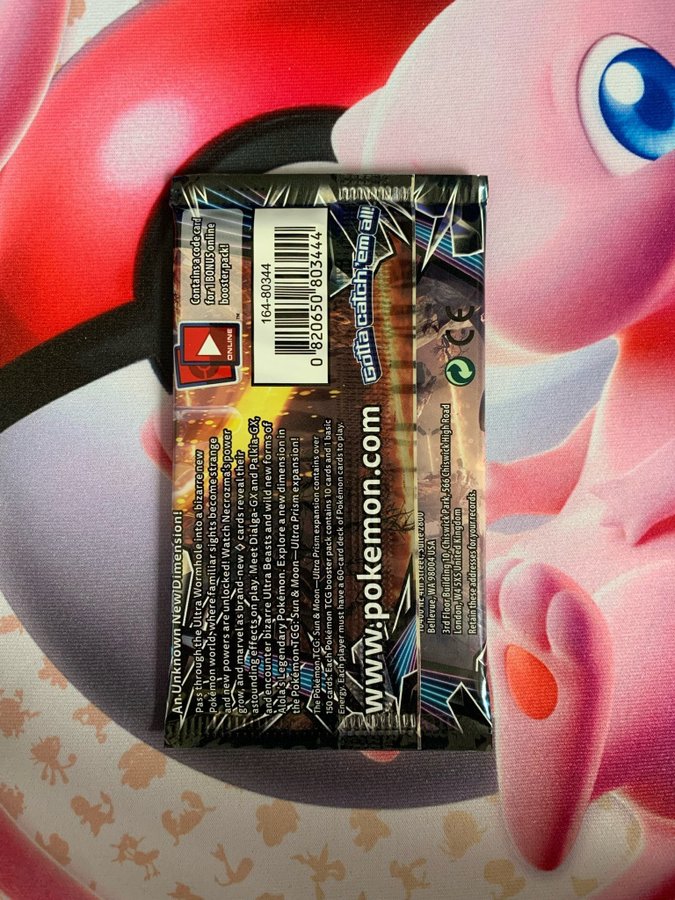 Contains a code card
for 1 BONUS online
booster pack!
ONLINE
™
164-80344
0 820650 803444
Gotta catch 'em all!
An Unknown New Dimension!
Pass through the Ultra Wormhole into a bizarre new
Pokémon world, where familiar sights become strange
and new powers are unlocked! Watch Necrozma's power
grow, and marvel as brand-new ◇ cards reveal their
astounding effects on play. Meet Dialga-GX and Palkia-GX,
and encounter bizarre Ultra Beasts and wild new forms of
Alola's Legendary Pokémon. Explore a new dimension in
the Pokémon TCG: Sun & Moon—Ultra Prism expansion!
The Pokémon TCG: Sun & Moon—Ultra Prism expansion contains over
150 cards. Each Pokémon TCG booster pack contains 10 cards and 1 basic
Energy. Each player must have a 60-card deck of Pokémon cards to play.
www.pokemon.com
NE 4th Street, Suite 2800
Bellevue, WA 98004 USA
3rd Floor Building 10, Chiswick Park, 566 Chiswick High Road
London, W4 5XS United Kingdom
Retain these addresses for your records.
CE